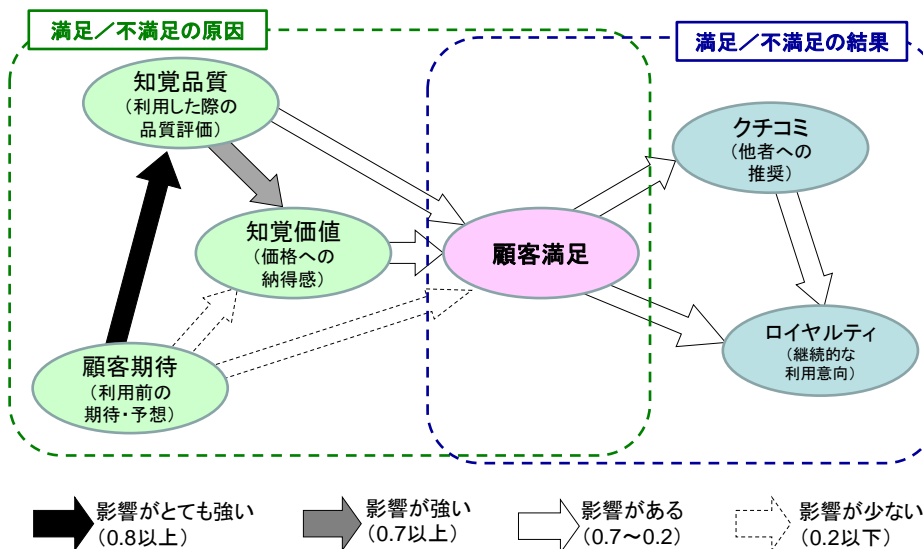 満足／不満足の原因
満足／不満足の結果
知覚品質
(利用した際の
品質評価)
クチコミ
(他者への
推奨)
知覚価値
(価格への
納得感)
顧客満足
ロイヤルティ
(継続的な
利用意向)
顧客期待
(利用前の
期待・予想)
影響がとても強い
(0.8以上)
影響が強い
(0.7以上)
影響がある
(0.7～0.2)
影響が少ない
(0.2以下)